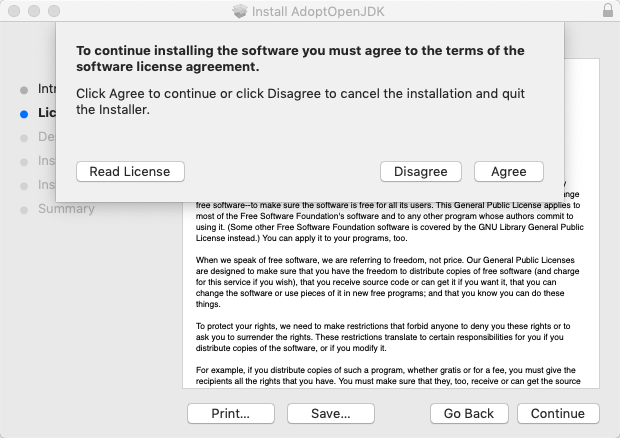 Install AdoptOpenJDK
To continue installing the software you must agree to the terms of the
software license agreement.
Click Agree to continue or click Disagree to cancel the installation and quit
the Installer.
Read License
Disagree
Agree
Intr
Lic
De
Ins
Ins
Summary
free software--to make sure the software is free for all its users. This General Public License applies to
most of the Free Software Foundation's software and to any other program whose authors commit to
using it. (Some other Free Software Foundation software is covered by the GNU Library General Public
License instead.) You can apply it to your programs, too.
When we speak of free software, we are referring to freedom, not price. Our General Public Licenses
are designed to make sure that you have the freedom to distribute copies of free software (and charge
for this service if you wish), that you receive source code or can get it if you want it, that you can
change the software or use pieces of it in new free programs; and that you know you can do these
things.
To protect your rights, we need to make restrictions that forbid anyone to deny you these rights or to
ask you to surrender the rights. These restrictions translate to certain responsibilities for you if you
distribute copies of the software, or if you modify it.
For example, if you distribute copies of such a program, whether gratis or for a fee, you must give the
recipients all the rights that you have. You must make sure that they, too, receive or can get the source
Print...
Save...
Go Back
Continue